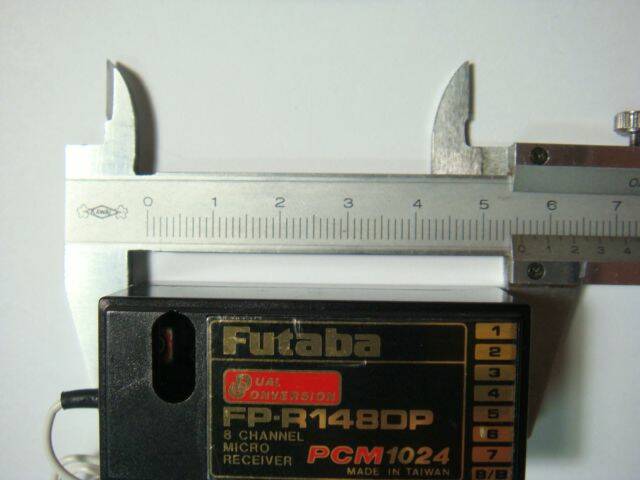 0 1 2 3 4 5 6 7
0 1 2 3 4
Futaba
DUAL
CONVERSION
FP-R148DP
8 CHANNEL
MICRO
RECEIVER
PCM1024
MADE IN TAIWAN
1
2
3
4
5
6
7
8/B